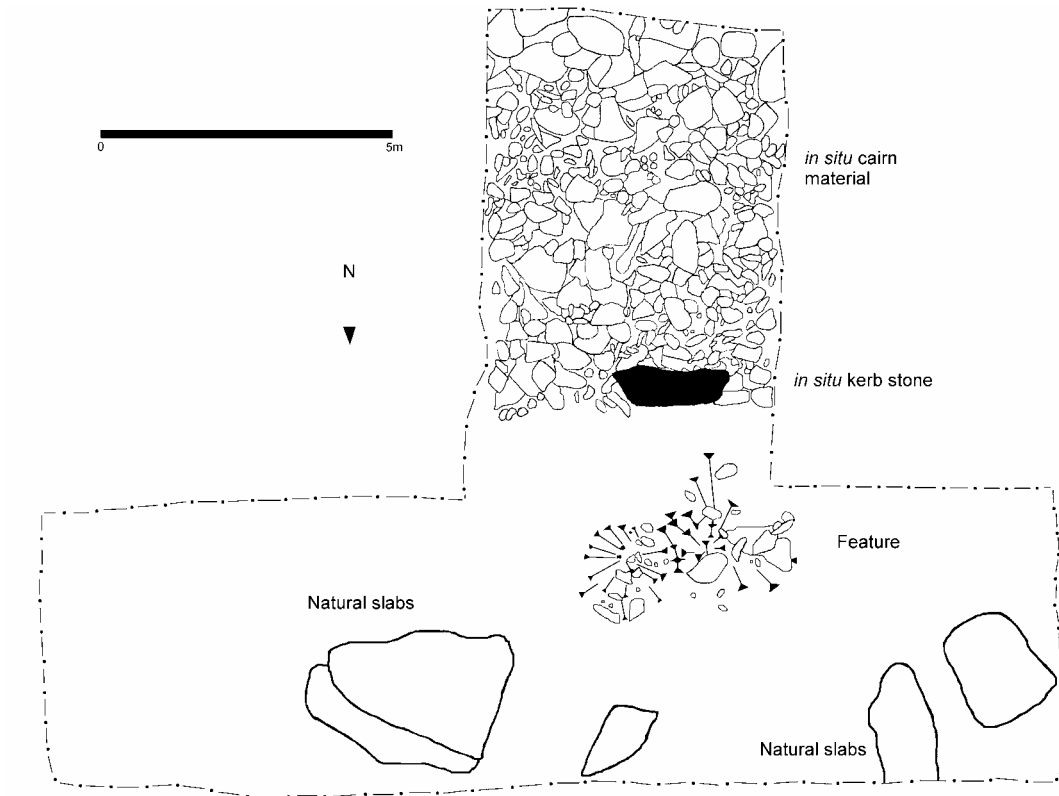 in situ cairn
material
0
5m
N
in situ kerb stone
Feature
Natural slabs
Natural slabs